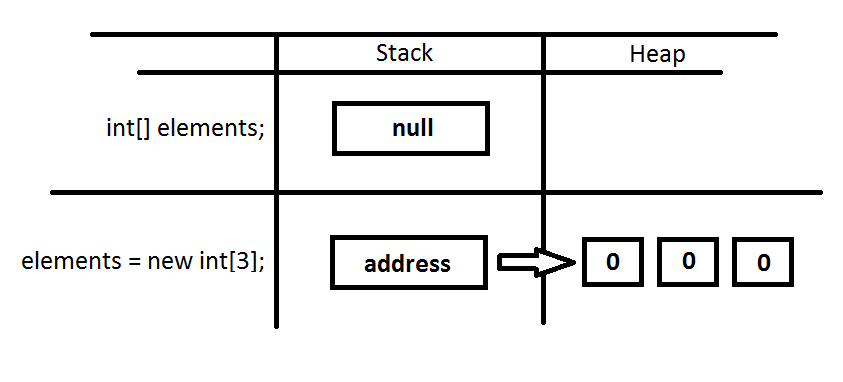 Stack Heap
int[] elements; null
elements = new int[3]; address 0 0 0